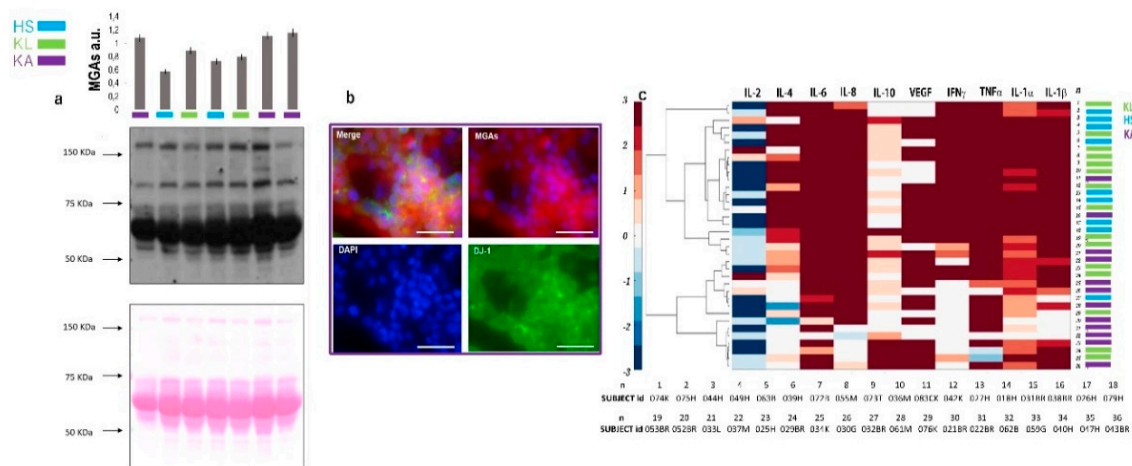 HS
KL
KA
MGAs a.u.
1,4
1,2
1
0,8
0,6
0,4
0,2
0
a
150 KDa
75 KDa
50 KDa
150 KDa
75 KDa
50 KDa
b
Merge
MGAs
DAPI
DJ-1
C
IL-2 IL-4 IL-6 IL-8 IL-10 VEGF IFNγ TNFα IL-1α IL-1β n
3
2
1
0
-1
-2
-3
KL
HS
KA
n 1 2 3 4 5 6 7 8 9 10 11 12 13 14 15 16 17 18
SUBJECT id 074K 075H 044H 049H 063B 039H 072B 055M 073T 036M 083CK 047K 077H 018H 031BR 038BR 076H 079H
n 19 20 21 22 23 24 25 26 27 28 29 30 31 32 33 34 35 36
SUBJECT id 053BR 052BR 033L 037M 025H 029BR 034K 030G 032BR 061M 076K 021BR 022BR 062B 059G 040H 047H 043BR